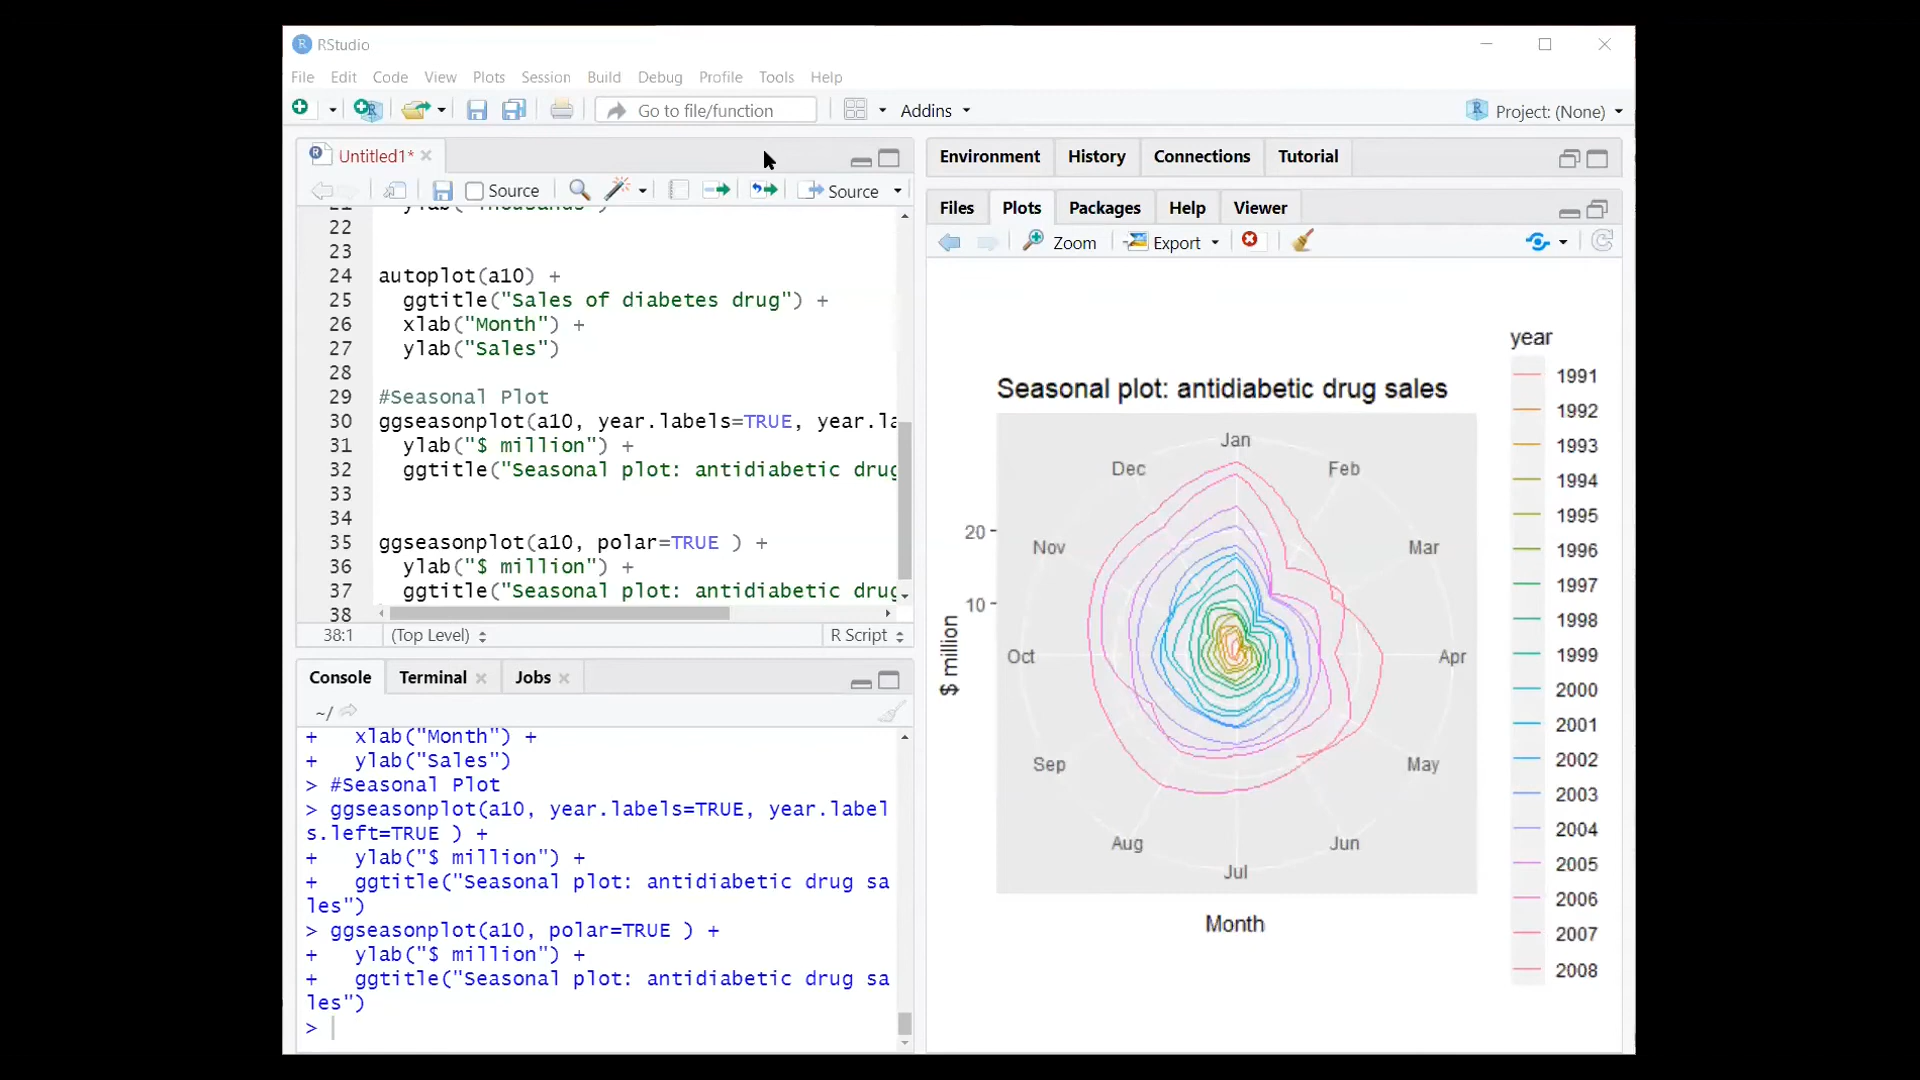 RStudio
File Edit Code View Plots Session Build Debug Profile Tools Help
Go to file/function Addins Project: (None)
Untitled1*
Source Source
21 ylab("Thousands")
22
23
24 autoplot(a10) +
25 ggtitle("Sales of diabetes drug") +
26 xlab("Month") +
27 ylab("Sales")
28
29 #Seasonal Plot
30 ggseasonplot(a10, year.labels=TRUE, year.la
31 ylab("$ million") +
32 ggtitle("Seasonal plot: antidiabetic drug
33
34
35 ggseasonplot(a10, polar=TRUE ) +
36 ylab("$ million") +
37 ggtitle("Seasonal plot: antidiabetic drug
38
38:1 (Top Level) R Script
Console Terminal Jobs
~/
+ xlab("Month") +
+ ylab("Sales")
> #Seasonal Plot
> ggseasonplot(a10, year.labels=TRUE, year.label
s.left=TRUE ) +
+ ylab("$ million") +
+ ggtitle("Seasonal plot: antidiabetic drug sa
les")
> ggseasonplot(a10, polar=TRUE ) +
+ ylab("$ million") +
+ ggtitle("Seasonal plot: antidiabetic drug sa
les")
>
Environment History Connections Tutorial
Files Plots Packages Help Viewer
Zoom Export
Seasonal plot: antidiabetic drug sales
Jan
Feb
Mar
Apr
May
Jun
Jul
Aug
Sep
Oct
Nov
Dec
20
10
$ million
Month
year
1991
1992
1993
1994
1995
1996
1997
1998
1999
2000
2001
2002
2003
2004
2005
2006
2007
2008